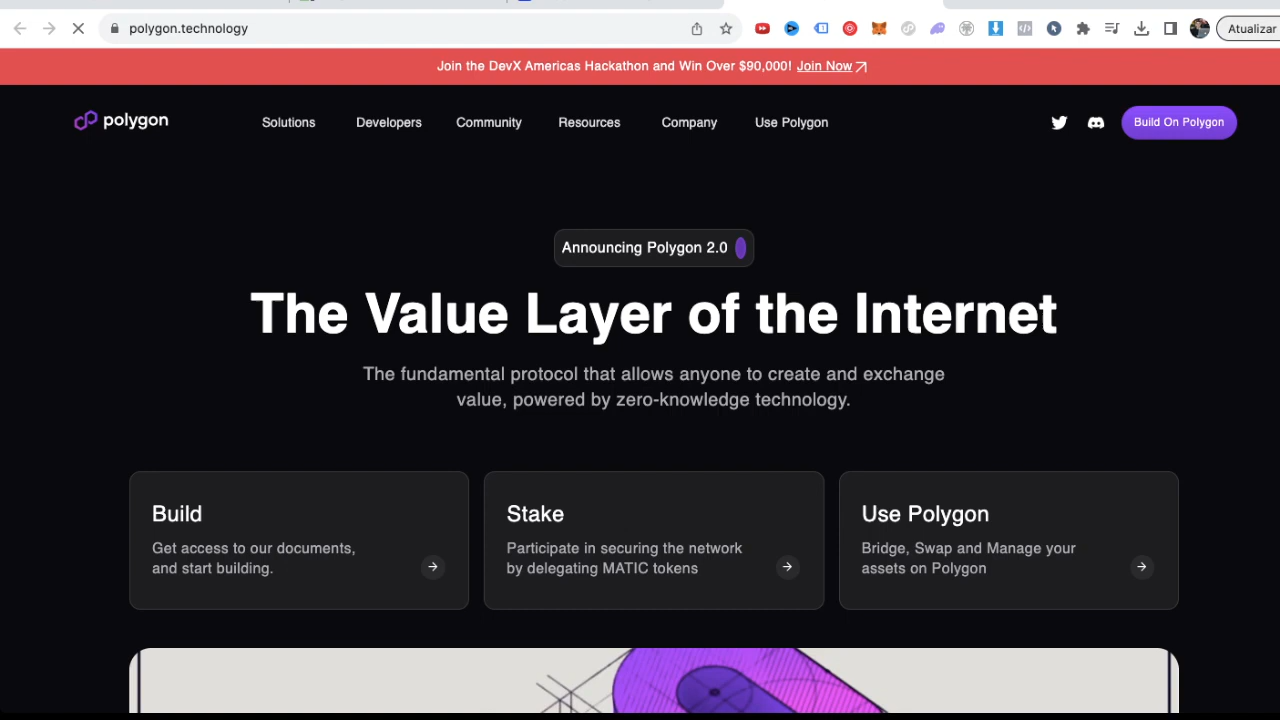 polygon.technology
Atualizar
Join the DevX Americas Hackathon and Win Over $90,000! Join Now
polygon
Solutions
Developers
Community
Resources
Company
Use Polygon
Build On Polygon
Announcing Polygon 2.0
The Value Layer of the Internet
The fundamental protocol that allows anyone to create and exchange
value, powered by zero-knowledge technology.
Build
Get access to our documents,
and start building.
Stake
Participate in securing the network
by delegating MATIC tokens
Use Polygon
Bridge, Swap and Manage your
assets on Polygon